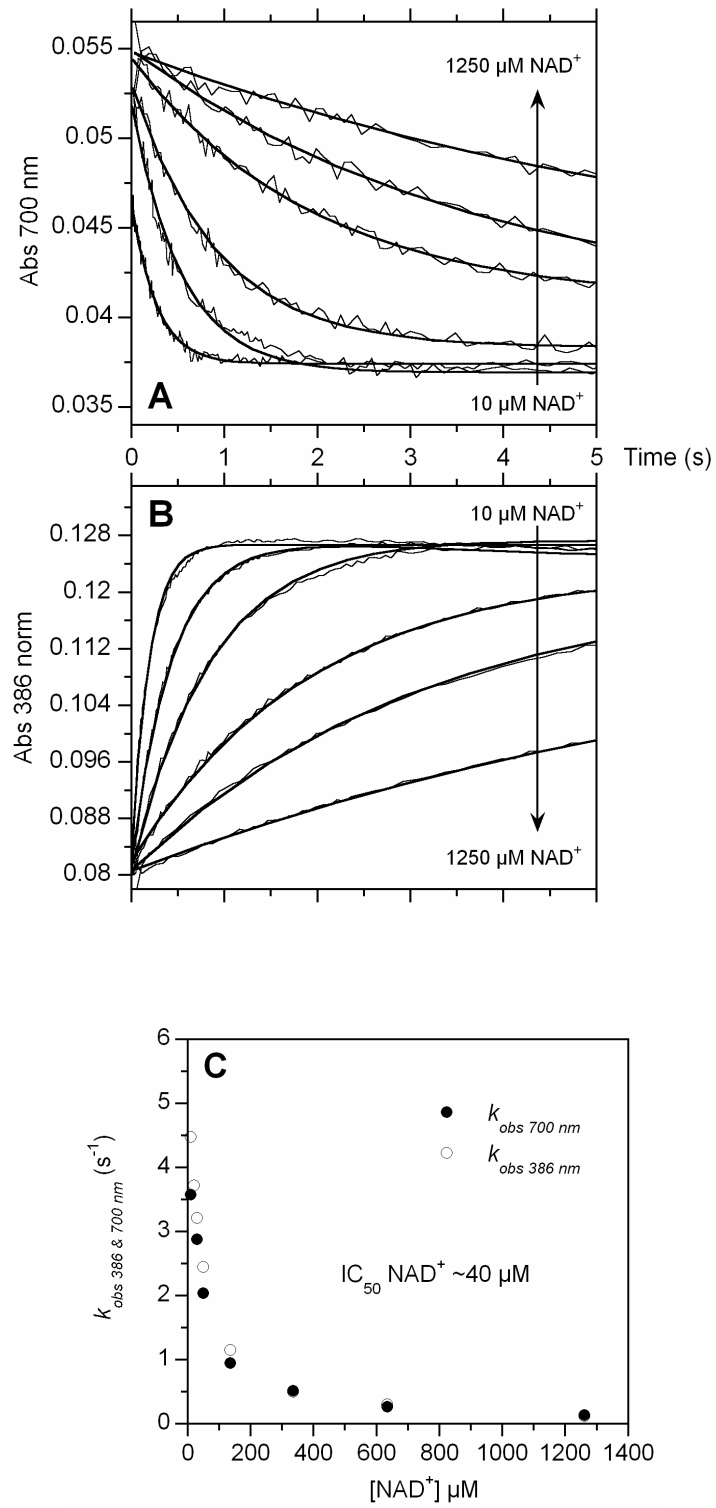 0.055
0.05
0.045
0.04
0.035
Abs 700 nm
1250 µM NAD+
10 µM NAD+
A
0 1 2 3 4 5 Time (s)
B
10 µM NAD+
0.128
0.12
0.112
0.104
0.096
0.088
0.08
Abs 386 norm
1250 µM NAD+
C
6
5
4
3
2
1
0
k obs 386 & 700 nm (s-1)
k obs 700 nm
k obs 386 nm
IC50 NAD+ ~40 µM
0 200 400 600 800 1000 1200 1400
[NAD+] µM